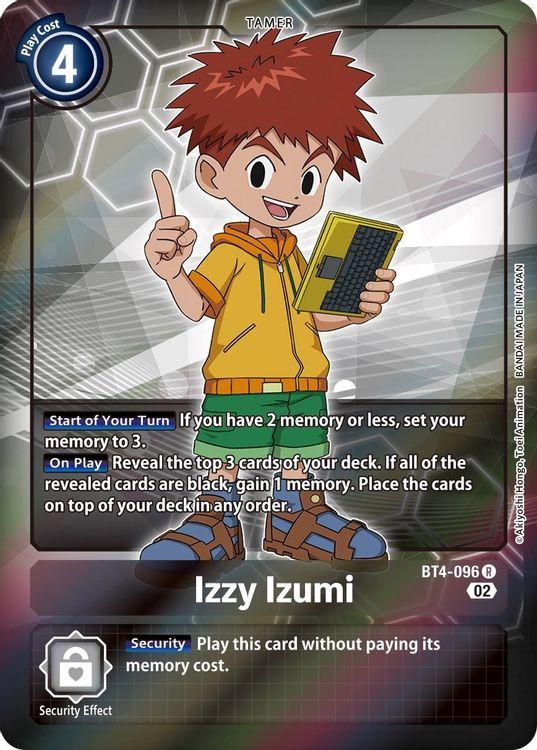 TAMER
Play Cost
4
Start of Your Turn If you have 2 memory or less, set your
memory to 3.
On Play Reveal the top 3 cards of your deck. If all of the
revealed cards are black, gain 1 memory. Place the cards
on top of your deck in any order.
©Akiyoshi Hongo, Toei Animation BANDAI MADE IN JAPAN
BT4-096 R
02
Izzy Izumi
Security Play this card without paying its
memory cost.
Security Effect